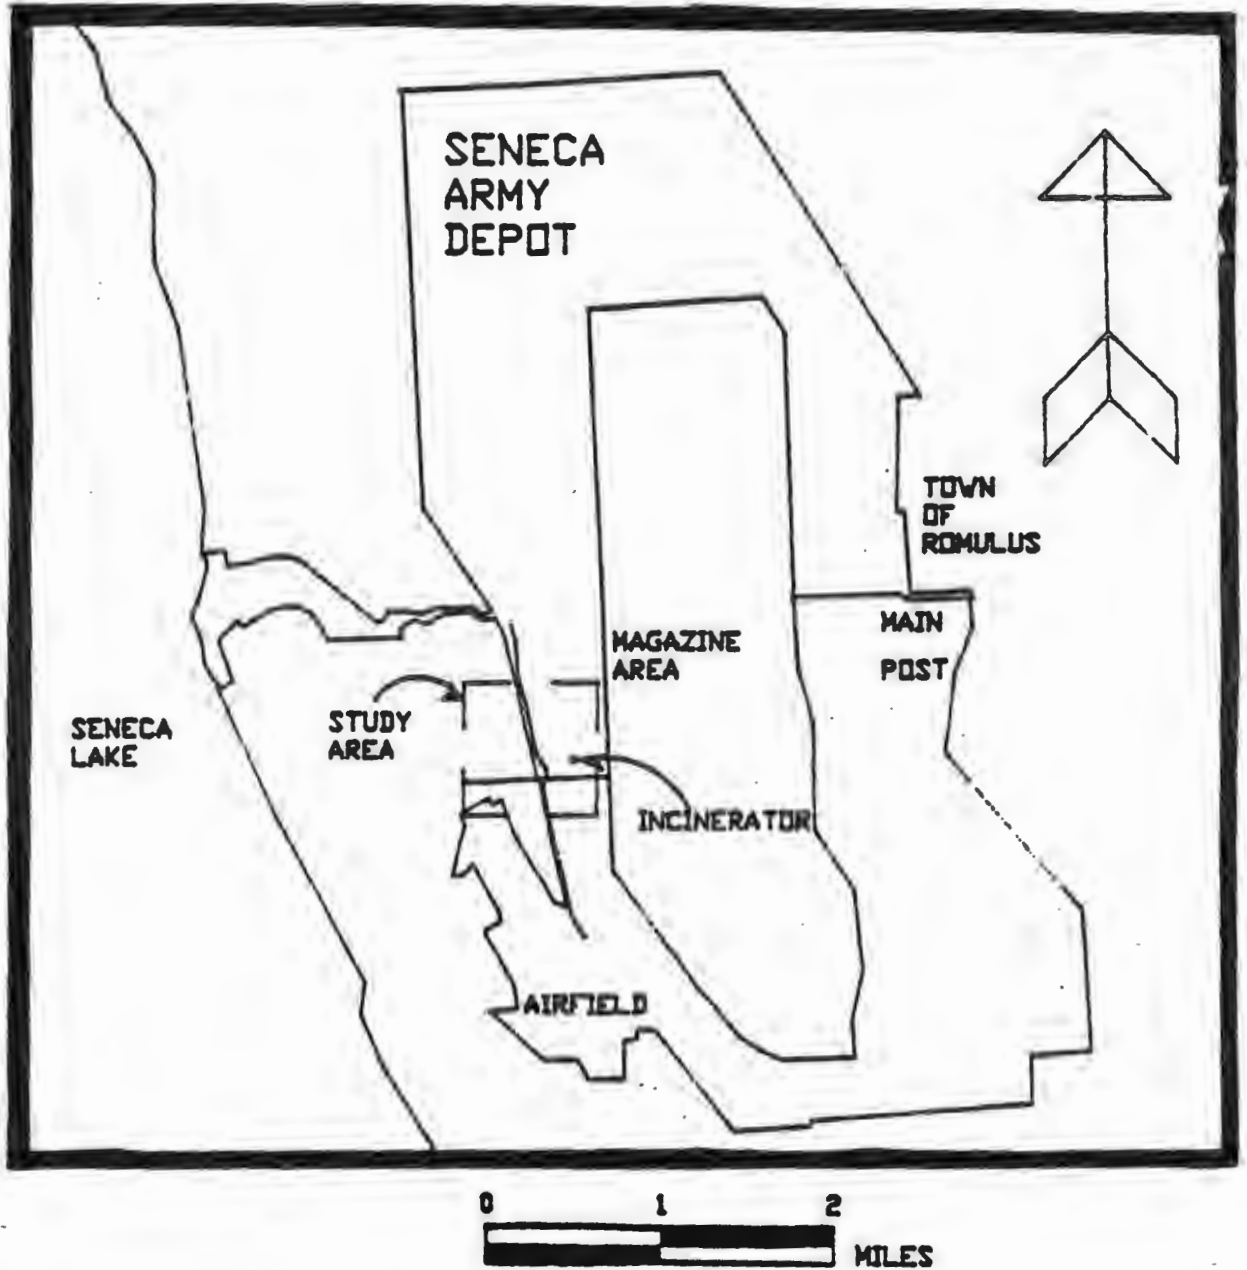 SENECA
ARMY
DEPOT
TOWN
OF
ROMULUS
MAIN
POST
MAGAZINE
AREA
STUDY
AREA
SENECA
LAKE
INCINERATOR
AIRFIELD
0 1 2
MILES